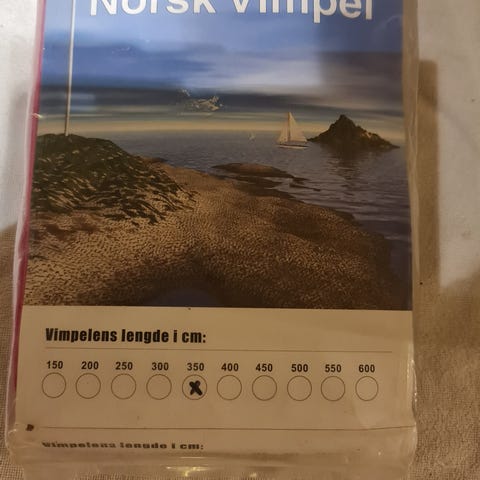 Norsk Vimpel
Vimpelens lengde i cm:
150 200 250 300 350 400 450 500 550 600
x
Vimpelens lengde i cm: